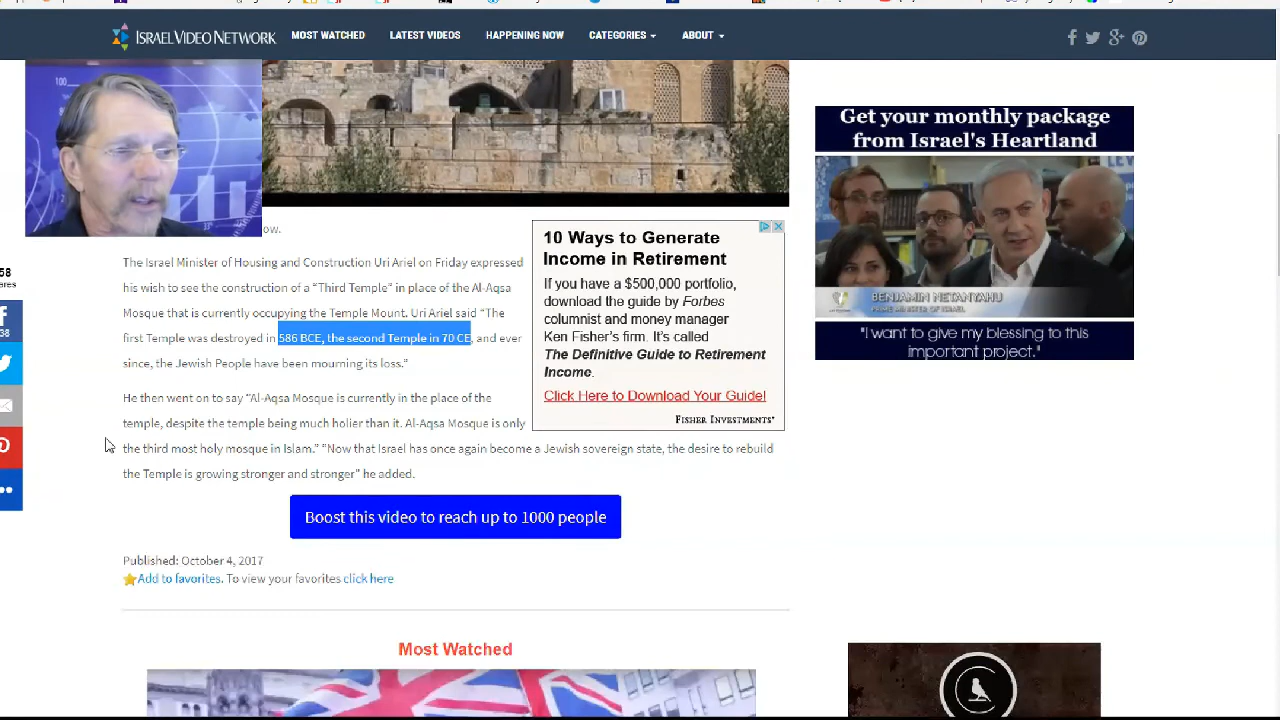 ISRAEL VIDEO NETWORK
MOST WATCHED
LATEST VIDEOS
HAPPENING NOW
CATEGORIES
ABOUT
100
ow.
The Israel Minister of Housing and Construction Uri Ariel on Friday expressed
his wish to see the construction of a “Third Temple” in place of the Al-Aqsa
Mosque that is currently occupying the Temple Mount. Uri Ariel said “The
first Temple was destroyed in 586 BCE, the second Temple in 70 CE, and ever
since, the Jewish People have been mourning its loss.”
He then went on to say “Al-Aqsa Mosque is currently in the place of the
temple, despite the temple being much holier than it. Al-Aqsa Mosque is only
the third most holy mosque in Islam.” “Now that Israel has once again become a Jewish sovereign state, the desire to rebuild
the Temple is growing stronger and stronger” he added.
10 Ways to Generate
Income in Retirement
If you have a $500,000 portfolio,
download the guide by Forbes
columnist and money manager
Ken Fisher’s firm. It’s called
The Definitive Guide to Retirement
Income.
Click Here to Download Your Guide!
FISHER INVESTMENTS®
Get your monthly package
from Israel's Heartland
BENJAMIN NETANYAHU
PRIME MINISTER OF ISRAEL
"I want to give my blessing to this
important project."
58
38
Boost this video to reach up to 1000 people
Published: October 4, 2017
Add to favorites. To view your favorites click here
Most Watched